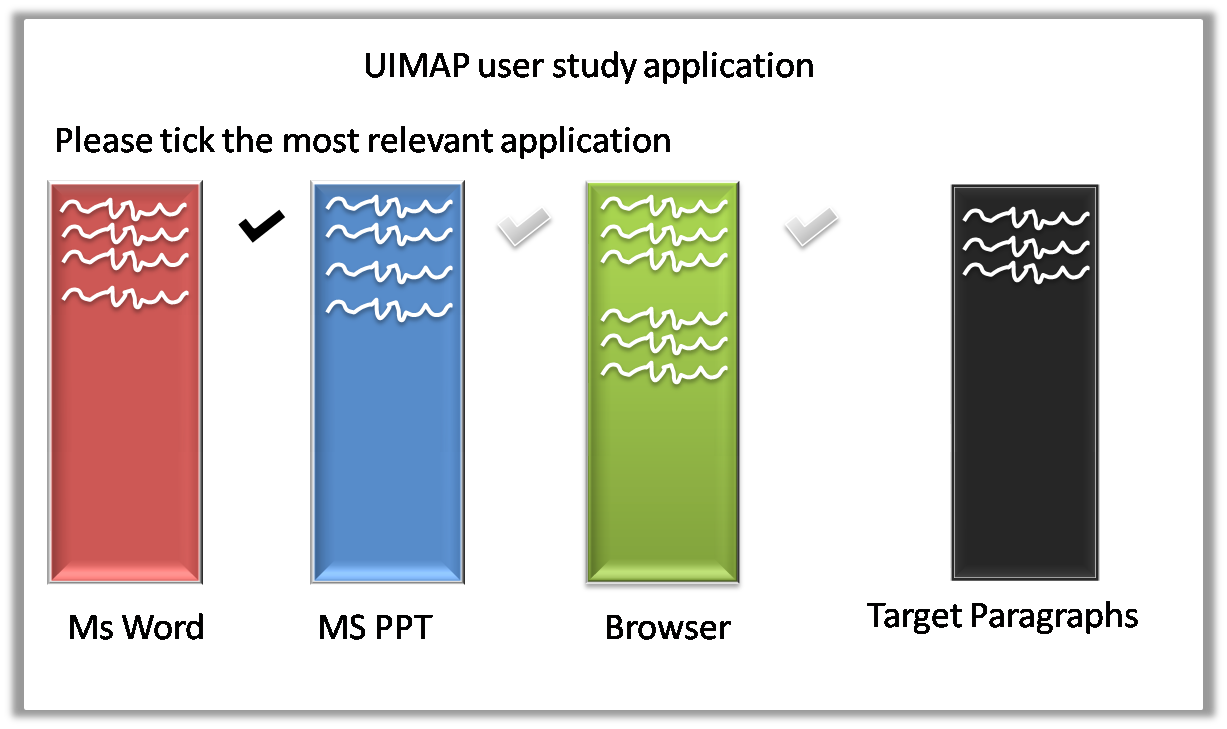 UIMAP user study application
Please tick the most relevant application
Ms Word
MS PPT
Browser
Target Paragraphs